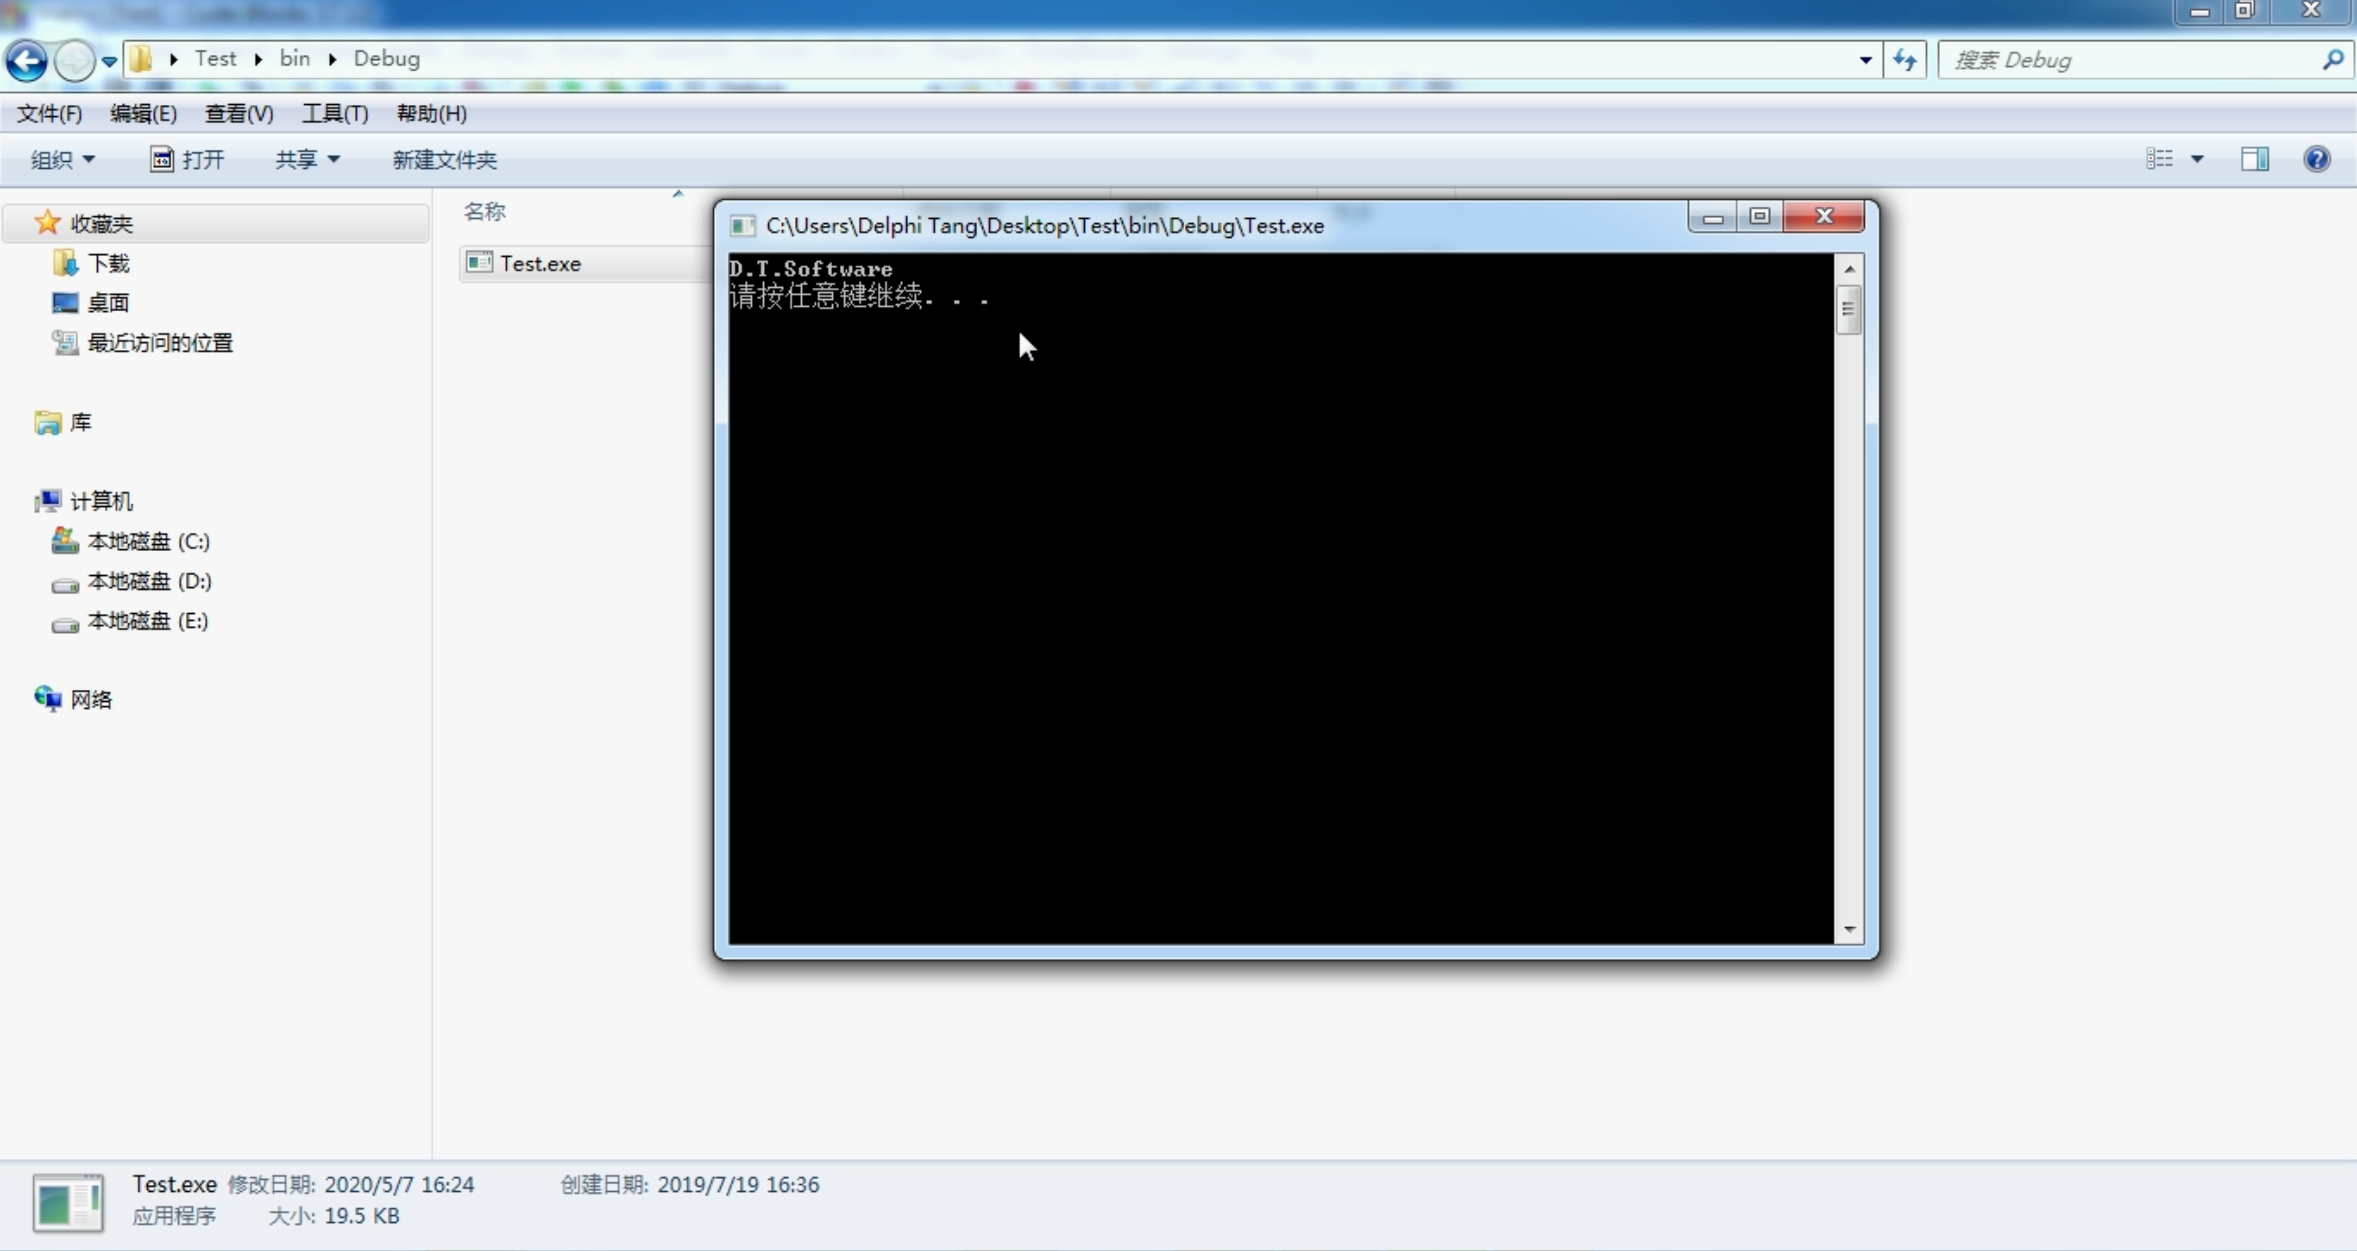 Test bin Debug
搜索 Debug
文件(F) 编辑(E) 查看(V) 工具(T) 帮助(H)
组织 打开 共享 新建文件夹
收藏夹
下载
桌面
最近访问的位置
库
计算机
本地磁盘 (C:)
本地磁盘 (D:)
本地磁盘 (E:)
网络
名称
Test.exe
C:\Users\Delphi Tang\Desktop\Test\bin\Debug\Test.exe
D.T.Software
请按任意键继续. . .
Test.exe 修改日期: 2020/5/7 16:24 创建日期: 2019/7/19 16:36
应用程序 大小: 19.5 KB